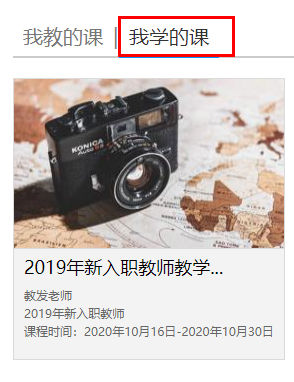 我教的课 | 我学的课
KONICA
2019年新入职教师教学...
教发老师
2019年新入职教师
课程时间：2020年10月16日-2020年10月30日